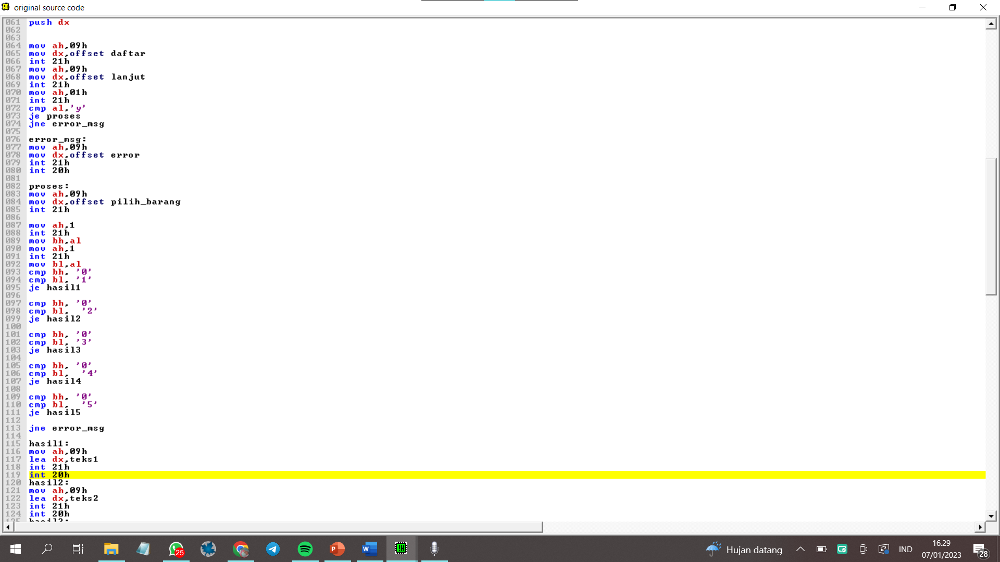 original source code
061 push dx
062
063
064 mov ah,09h
065 mov dx,offset daftar
066 int 21h
067 mov ah,09h
068 mov dx,offset lanjut
069 int 21h
070 mov ah,01h
071 int 21h
072 cmp al,'y'
073 je proses
074 jne error_msg
075
076 error_msg:
077 mov ah,09h
078 mov dx,offset error
079 int 21h
080 int 20h
081
082 proses:
083 mov ah,09h
084 mov dx,offset pilih_barang
085 int 21h
086
087 mov ah,1
088 int 21h
089 mov bh,al
090 mov ah,1
091 int 21h
092 mov bl,al
093 cmp bh, '0'
094 cmp bl, '1'
095 je hasil1
096
097 cmp bh, '0'
098 cmp bl,  '2'
099 je hasil2
100
101 cmp bh, '0'
102 cmp bl, '3'
103 je hasil3
104
105 cmp bh, '0'
106 cmp bl,  '4'
107 je hasil4
108
109 cmp bh, '0'
110 cmp bl,  '5'
111 je hasil5
112
113 jne error_msg
114
115 hasil1:
116 mov ah,09h
117 lea dx,teks1
118 int 21h
119 int 20h
120 hasil2:
121 mov ah,09h
122 lea dx,teks2
123 int 21h
124 int 20h
125 hasil3:
25
P
W
Hujan datang
IND
16.29
07/01/2023
28